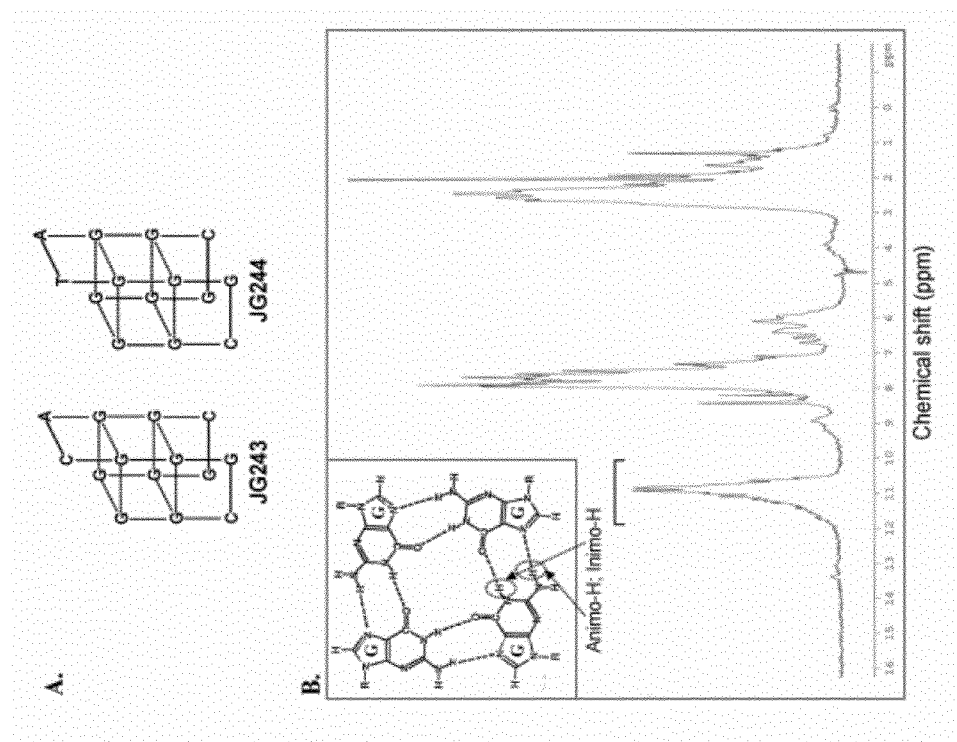 A.
C A
G G
G G
G G
G G
G C
C G
JG243
T A
G G
G G
G G
G G
G C
C G
JG244
B.
G
G
G
G
Animo-H; Inimo-H
16 15 14 13 12 11 10 9 8 7 6 5 4 3 2 1 0 ppm
Chemical shift (ppm)